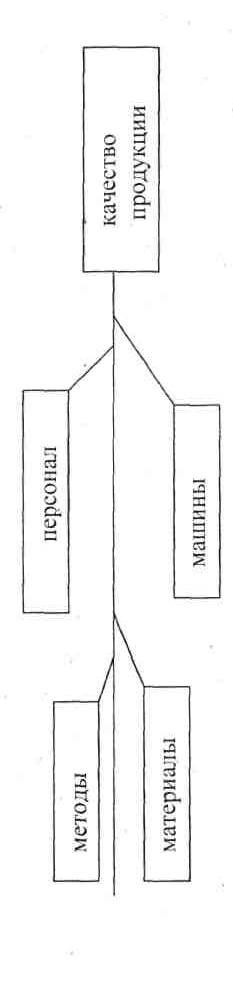 качество
продукции
персонал
машины
методы
материалы